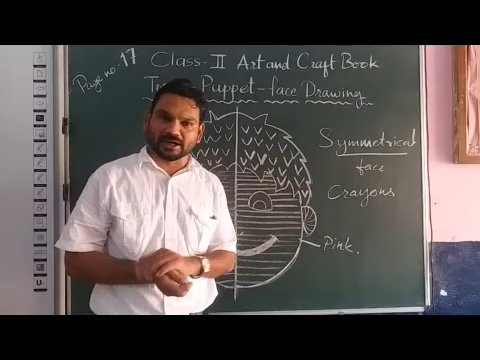 Page no. 17
Class-II Art and Craft Book
Puppet-face Drawing
Symmetrical
face
Crayons
Pink.